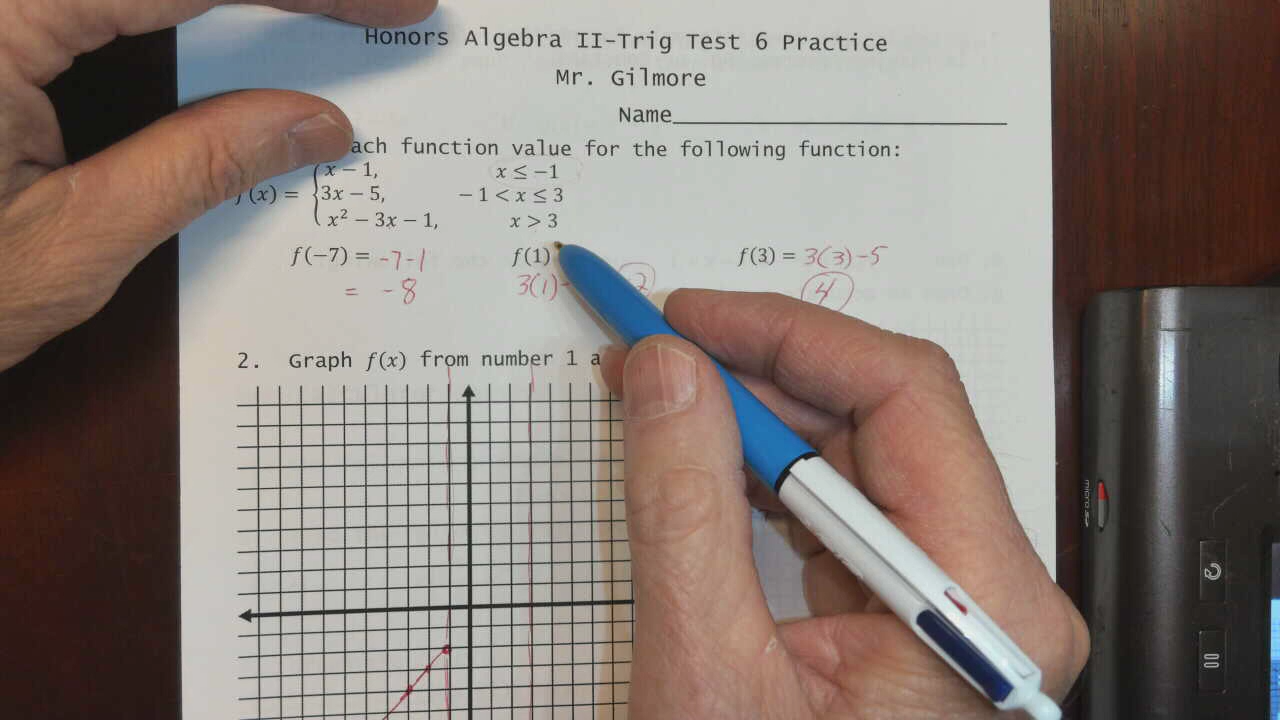 Honors Algebra II-Trig Test 6 Practice
Mr. Gilmore
Name
ach function value for the following function:
x − 1, x ≤ −1
f(x) = { 3x − 5, − 1 < x ≤ 3
x² − 3x − 1, x > 3
f(−7) = -7-1 f(1) f(3) = 3(3)-5
= -8 3(1)- 4
2. Graph f(x) from number 1 a
micro